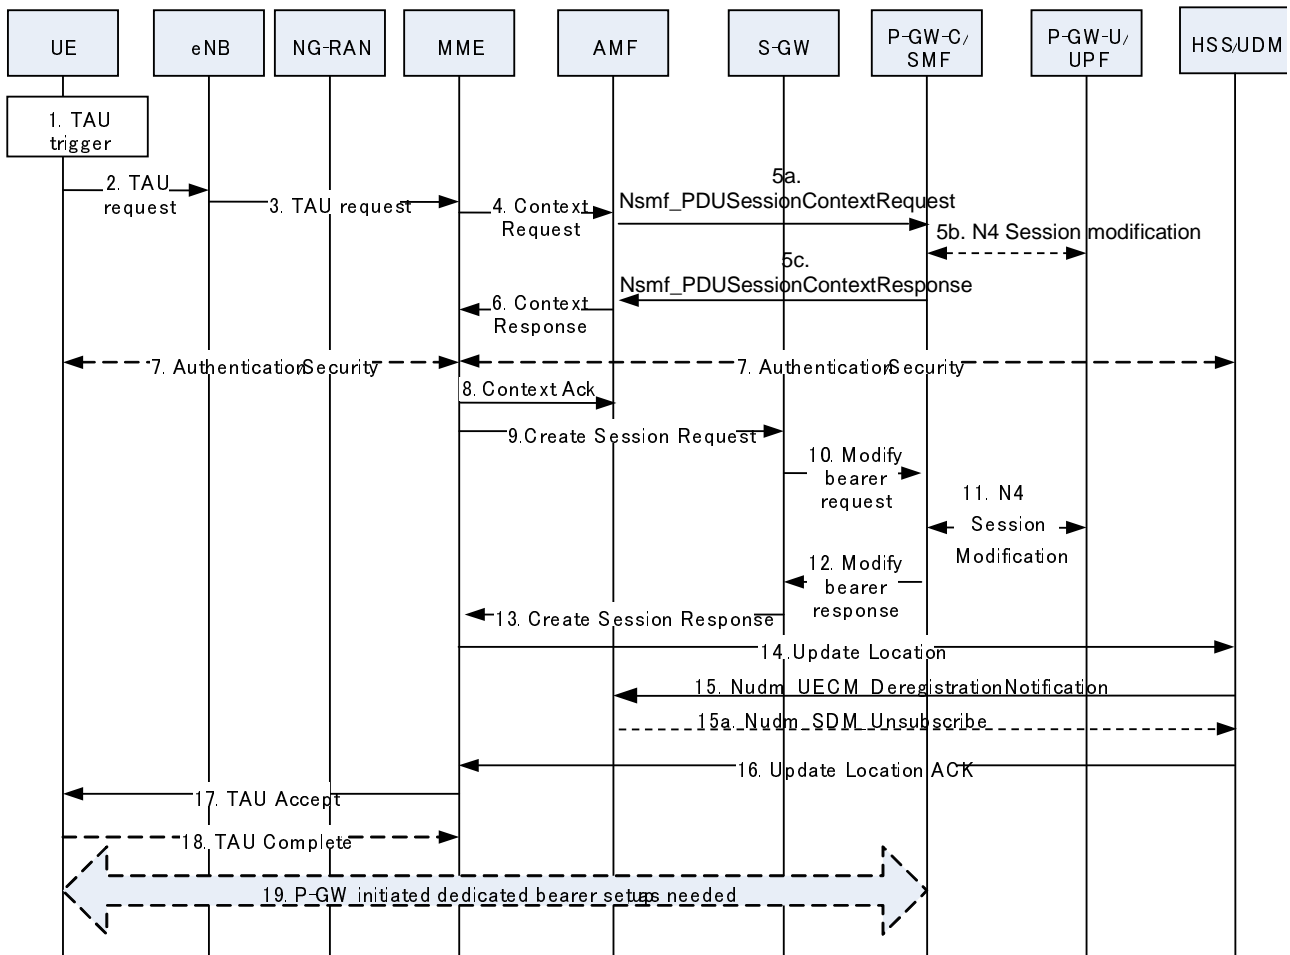 UE
eNB
NG-RAN
MME
AMF
S-GW
P-GW-C/
SMF
P-GW-U/
UPF
HSS/UDM
1. TAU
trigger
2. TAU
request
3. TAU request
4. Context
Request
5a.
Nsmf_PDUSessionContextRequest
5b. N4 Session modification
5c.
Nsmf_PDUSessionContextResponse
6. Context
Response
7. Authentication/Security
7. Authentication/Security
8. Context Ack
9.Create Session Request
10. Modify
bearer
request
11. N4
Session
Modification
12. Modify
bearer
response
13. Create Session Response
14.Update Location
15. Nudm_UECM_DeregistrationNotification
15a. Nudm_SDM_Unsubscribe
16. Update Location ACK
17. TAU Accept
18. TAU Complete
19. P-GW initiated dedicated bearer setup as needed